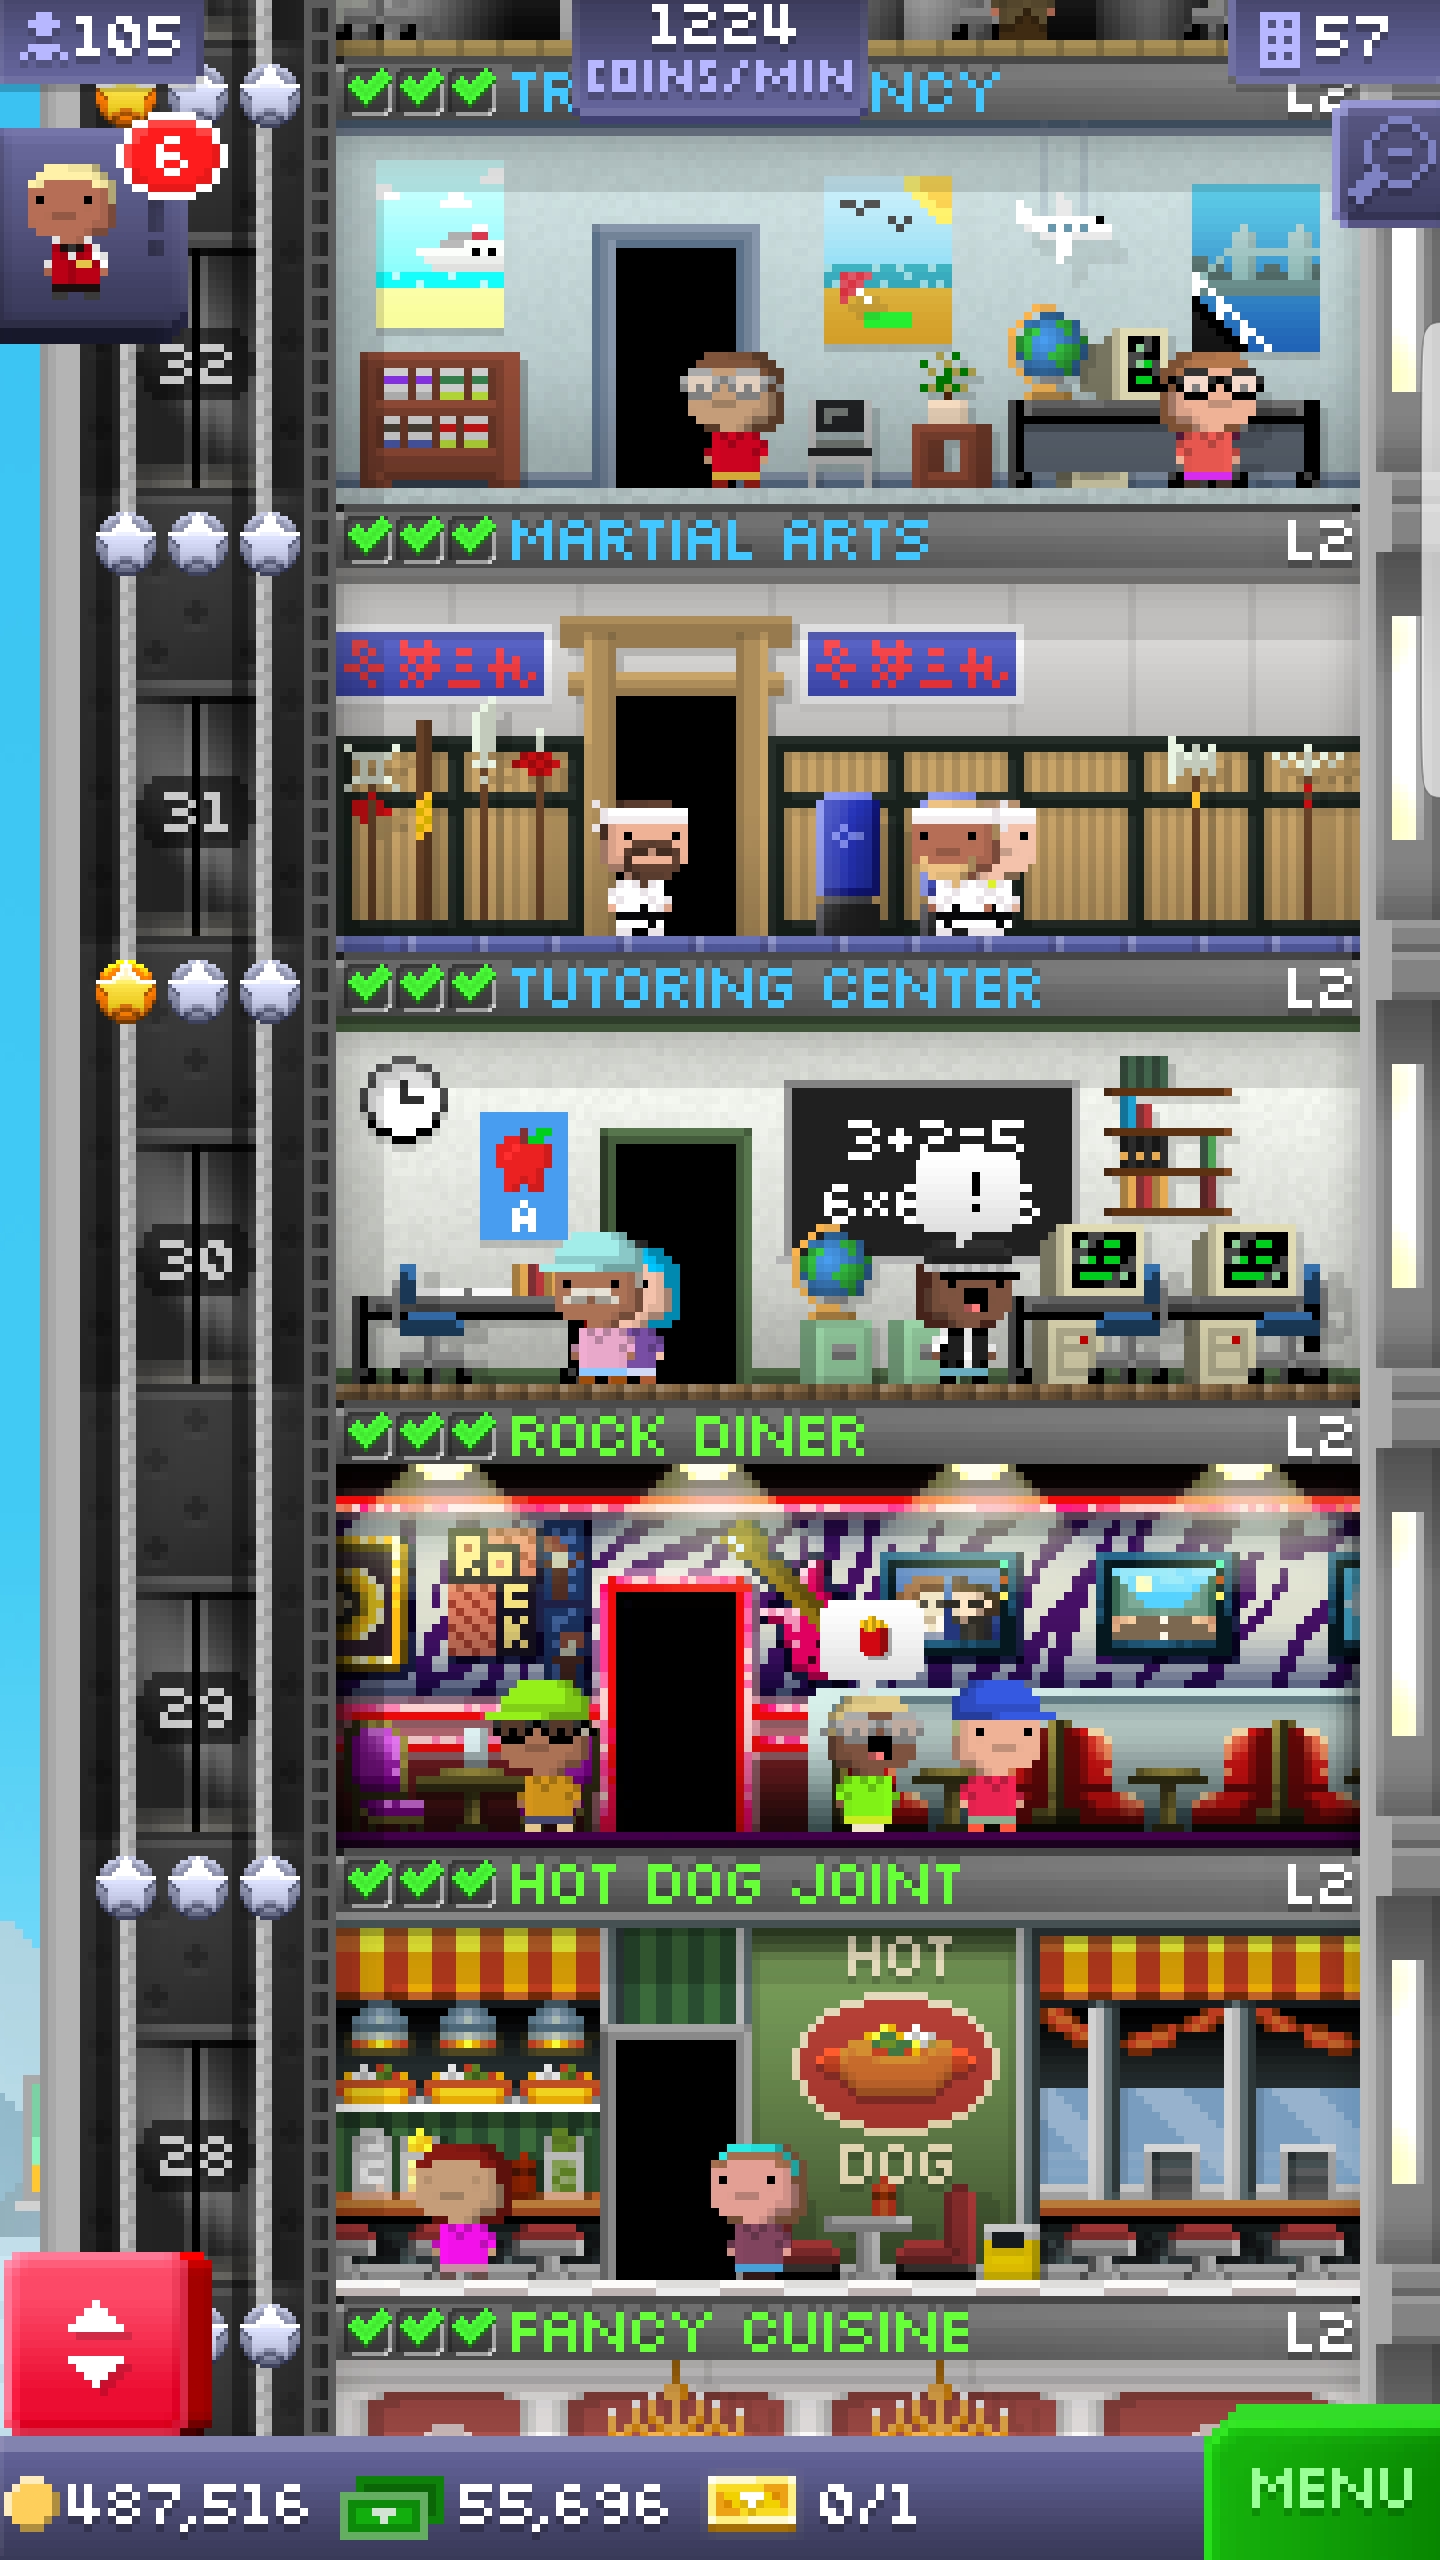 105
1224
COINS/MIN
57
TR NCY
L2
6
32
MARTIAL ARTS
L2
31
TUTORING CENTER
L2
3+2=5
6×6
!
A
30
ROCK DINER
L2
ROCK
29
HOT DOG JOINT
L2
HOT
DOG
28
FANCY CUISINE
L2
487,516
55,696
0/1
MENU